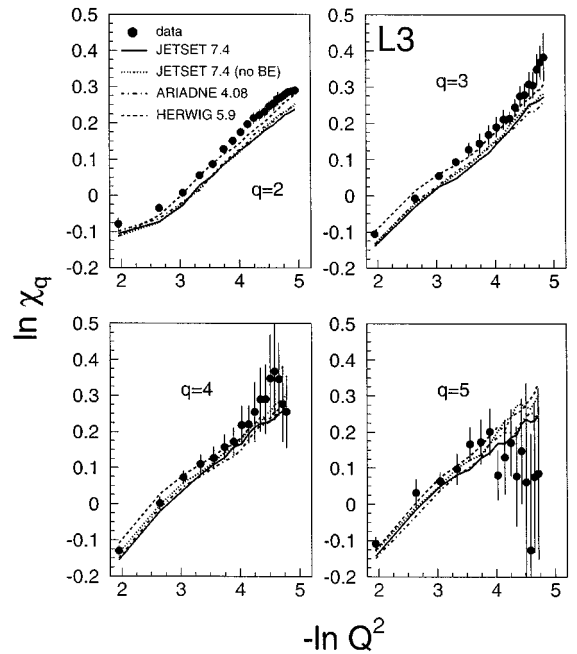 data
JETSET 7.4
JETSET 7.4 (no BE)
ARIADNE 4.08
HERWIG 5.9
L3
q=2
q=3
q=4
q=5
0.5
0.4
0.3
0.2
0.1
0
-0.1
-0.2
2 3 4 5
0.5
0.4
0.3
0.2
0.1
0
-0.1
-0.2
2 3 4 5
0.5
0.4
0.3
0.2
0.1
0
-0.1
-0.2
2 3 4 5
0.5
0.4
0.3
0.2
0.1
0
-0.1
-0.2
2 3 4 5
ln χq
-ln Q²